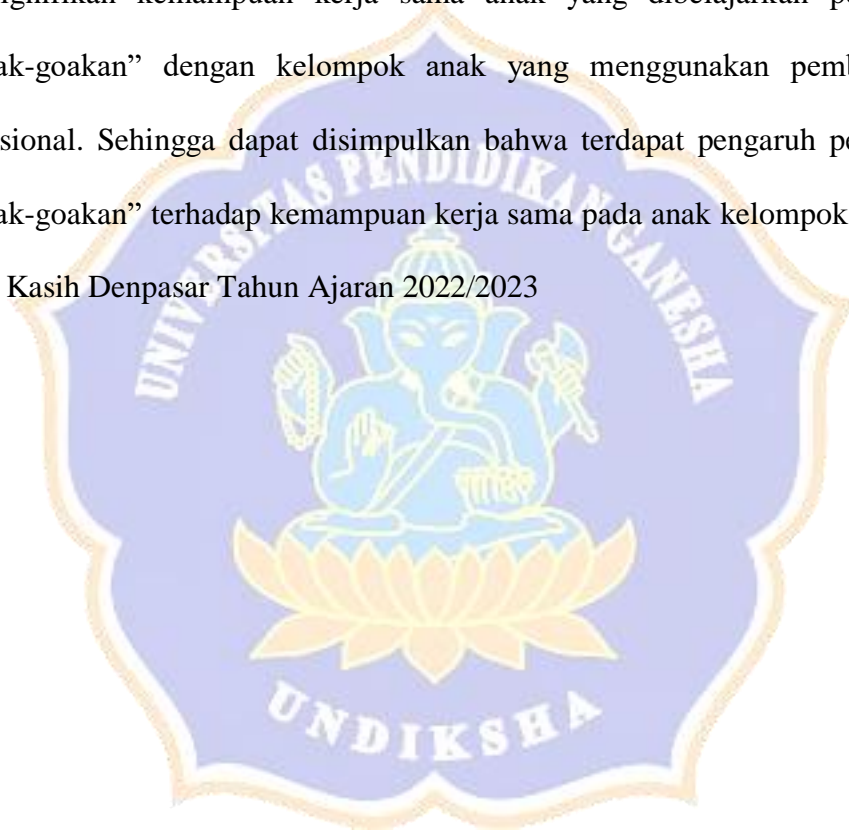 kemampuan kerja sama anak yang dibelajarkan
ak-goakan” dengan kelompok anak yang menggunakan
sional. Sehingga dapat disimpulkan bahwa terdapat pengaruh
ak-goakan” terhadap kemampuan kerja sama pada anak kelompok
Kasih Denpasar Tahun Ajaran 2022/2023
UNIVERSITAS PENDIDIKAN GANESHA
UNDIKSHA